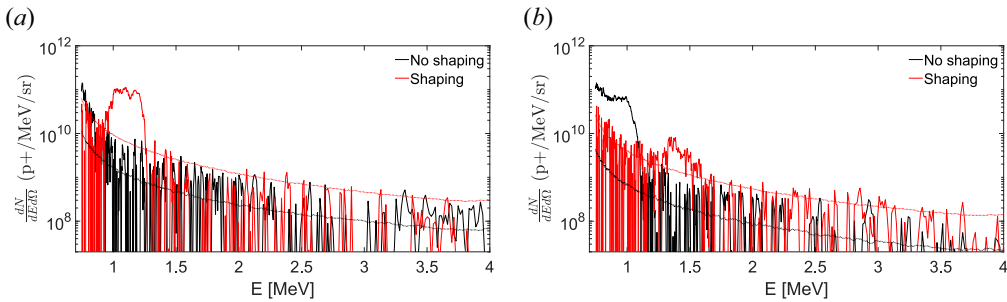 (a)
10^12
10^10
10^8
dN/dEdΩ (p+/MeV/sr)
No shaping
Shaping
1 1.5 2 2.5 3 3.5 4
E [MeV]
(b)
10^12
10^10
10^8
dN/dEdΩ (p+/MeV/sr)
No shaping
Shaping
1 1.5 2 2.5 3 3.5 4
E [MeV]